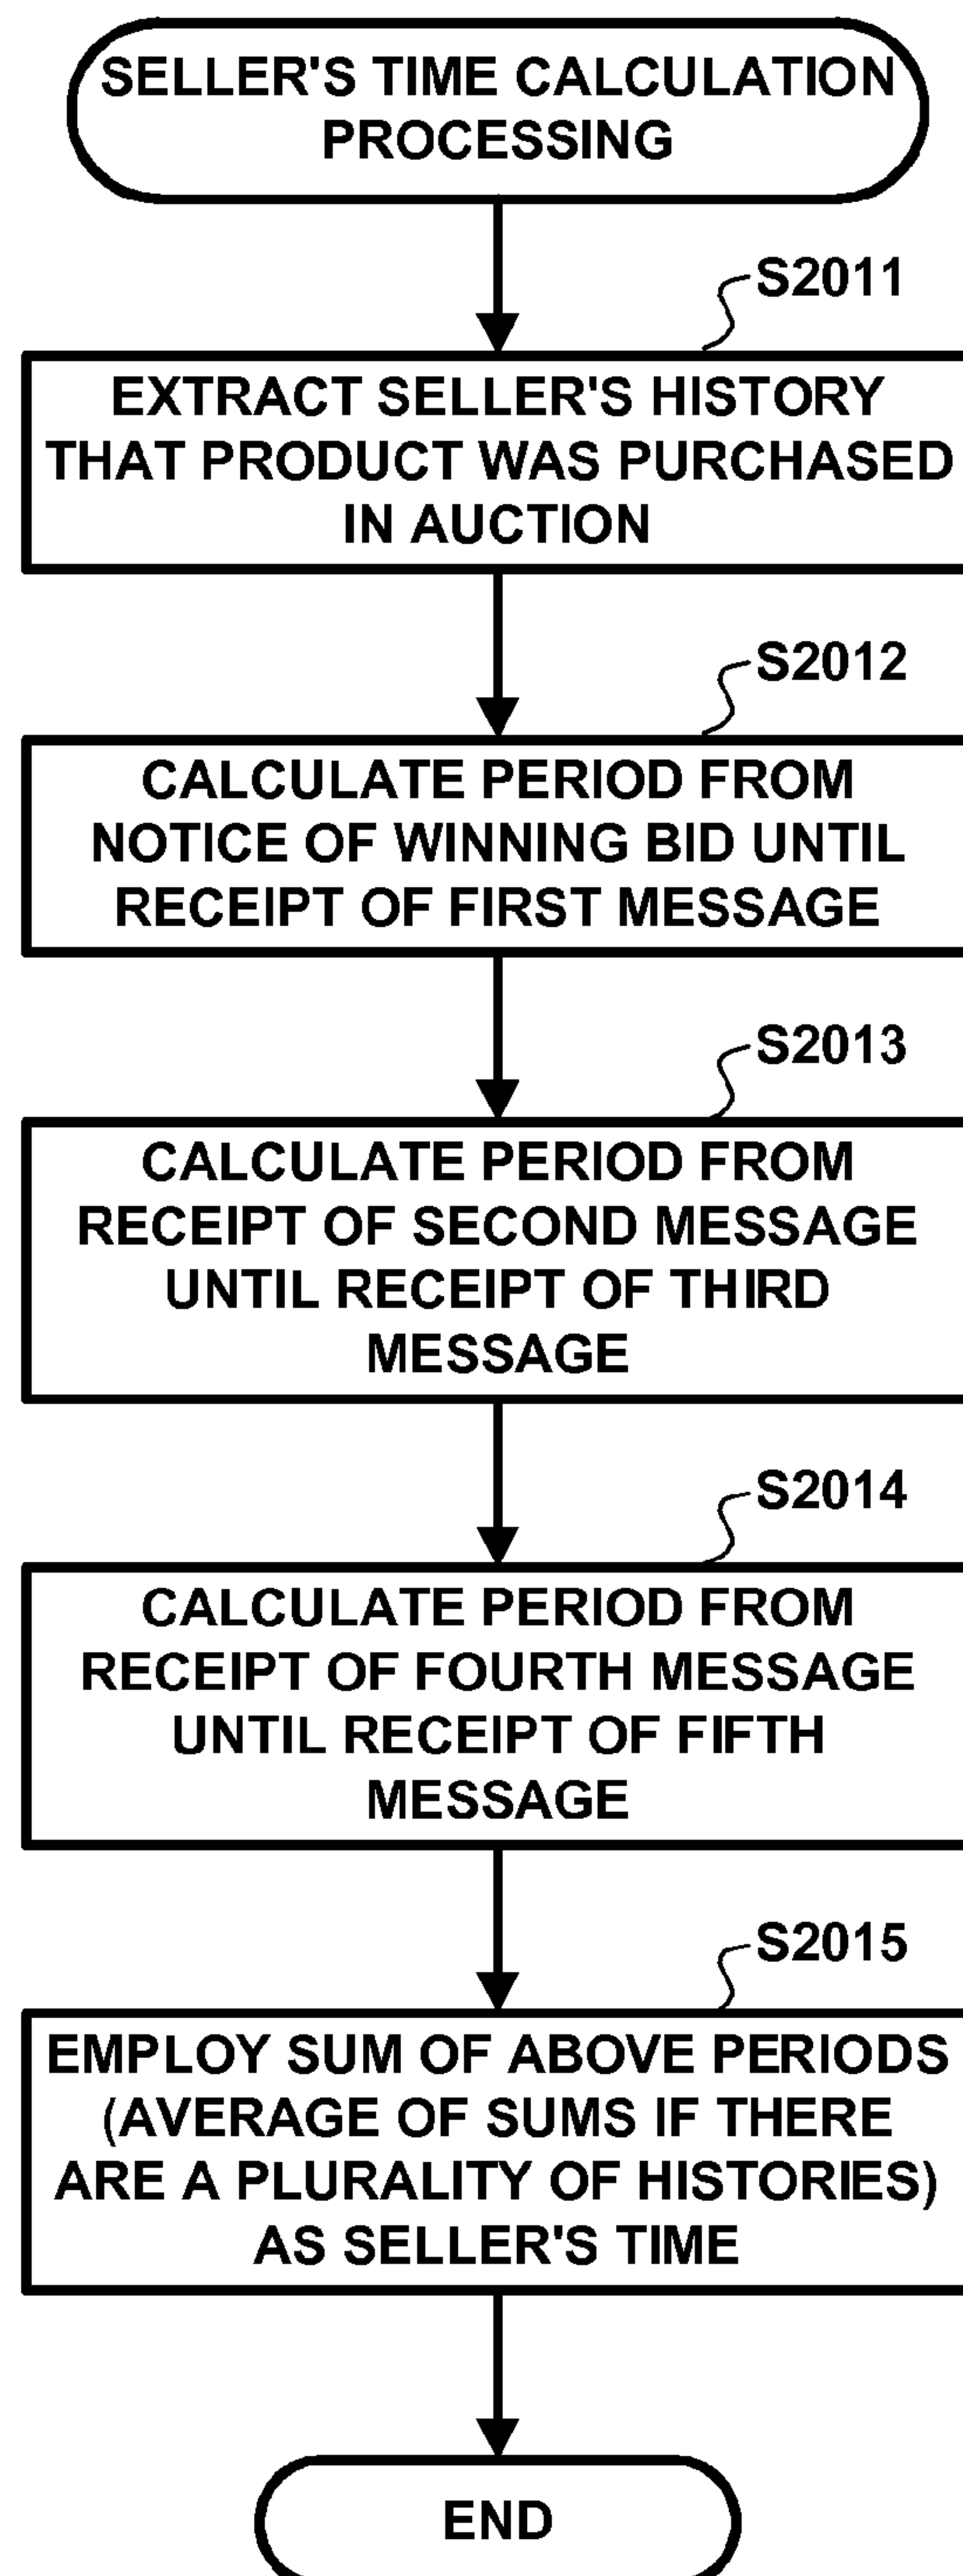 SELLER'S TIME CALCULATION
PROCESSING
S2011
EXTRACT SELLER'S HISTORY
THAT PRODUCT WAS PURCHASED
IN AUCTION
S2012
CALCULATE PERIOD FROM
NOTICE OF WINNING BID UNTIL
RECEIPT OF FIRST MESSAGE
S2013
CALCULATE PERIOD FROM
RECEIPT OF SECOND MESSAGE
UNTIL RECEIPT OF THIRD
MESSAGE
S2014
CALCULATE PERIOD FROM
RECEIPT OF FOURTH MESSAGE
UNTIL RECEIPT OF FIFTH
MESSAGE
S2015
EMPLOY SUM OF ABOVE PERIODS
(AVERAGE OF SUMS IF THERE
ARE A PLURALITY OF HISTORIES)
AS SELLER'S TIME
END